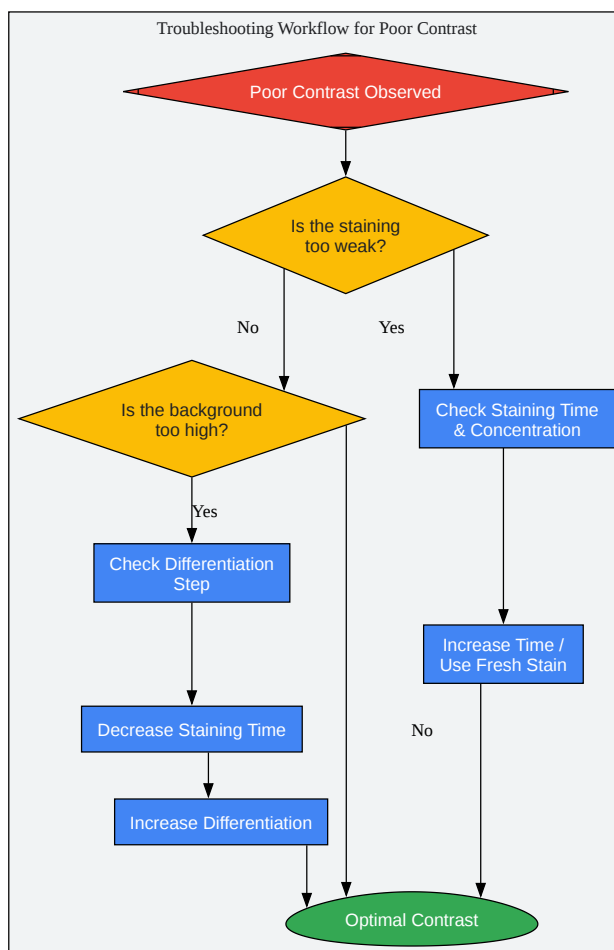 Troubleshooting Workflow for Poor Contrast
Poor Contrast Observed
Is the staining
too weak?
No
Yes
Is the background
too high?
Check Staining Time
& Concentration
Yes
Check Differentiation
Step
Increase Time /
Use Fresh Stain
Decrease Staining Time
No
Increase Differentiation
Optimal Contrast